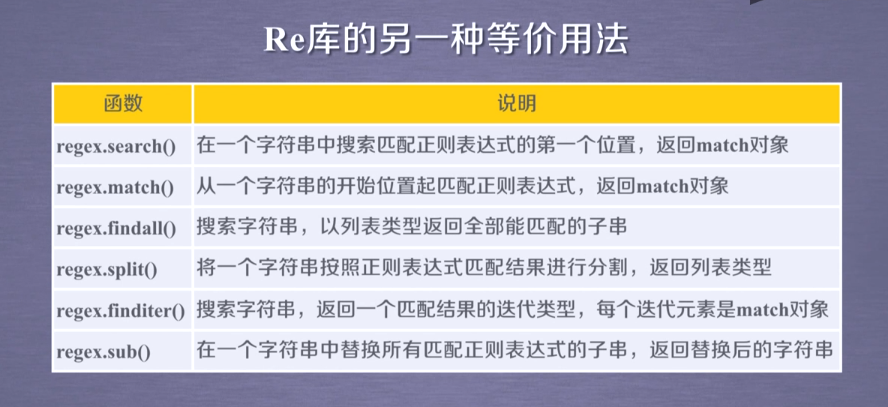 Re库的另一种等价用法
函数 说明
regex.search() 在一个字符串中搜索匹配正则表达式的第一个位置，返回match对象
regex.match() 从一个字符串的开始位置起匹配正则表达式，返回match对象
regex.findall() 搜索字符串，以列表类型返回全部能匹配的子串
regex.split() 将一个字符串按照正则表达式匹配结果进行分割，返回列表类型
regex.finditer() 搜索字符串，返回一个匹配结果的迭代类型，每个迭代元素是match对象
regex.sub() 在一个字符串中替换所有匹配正则表达式的子串，返回替换后的字符串